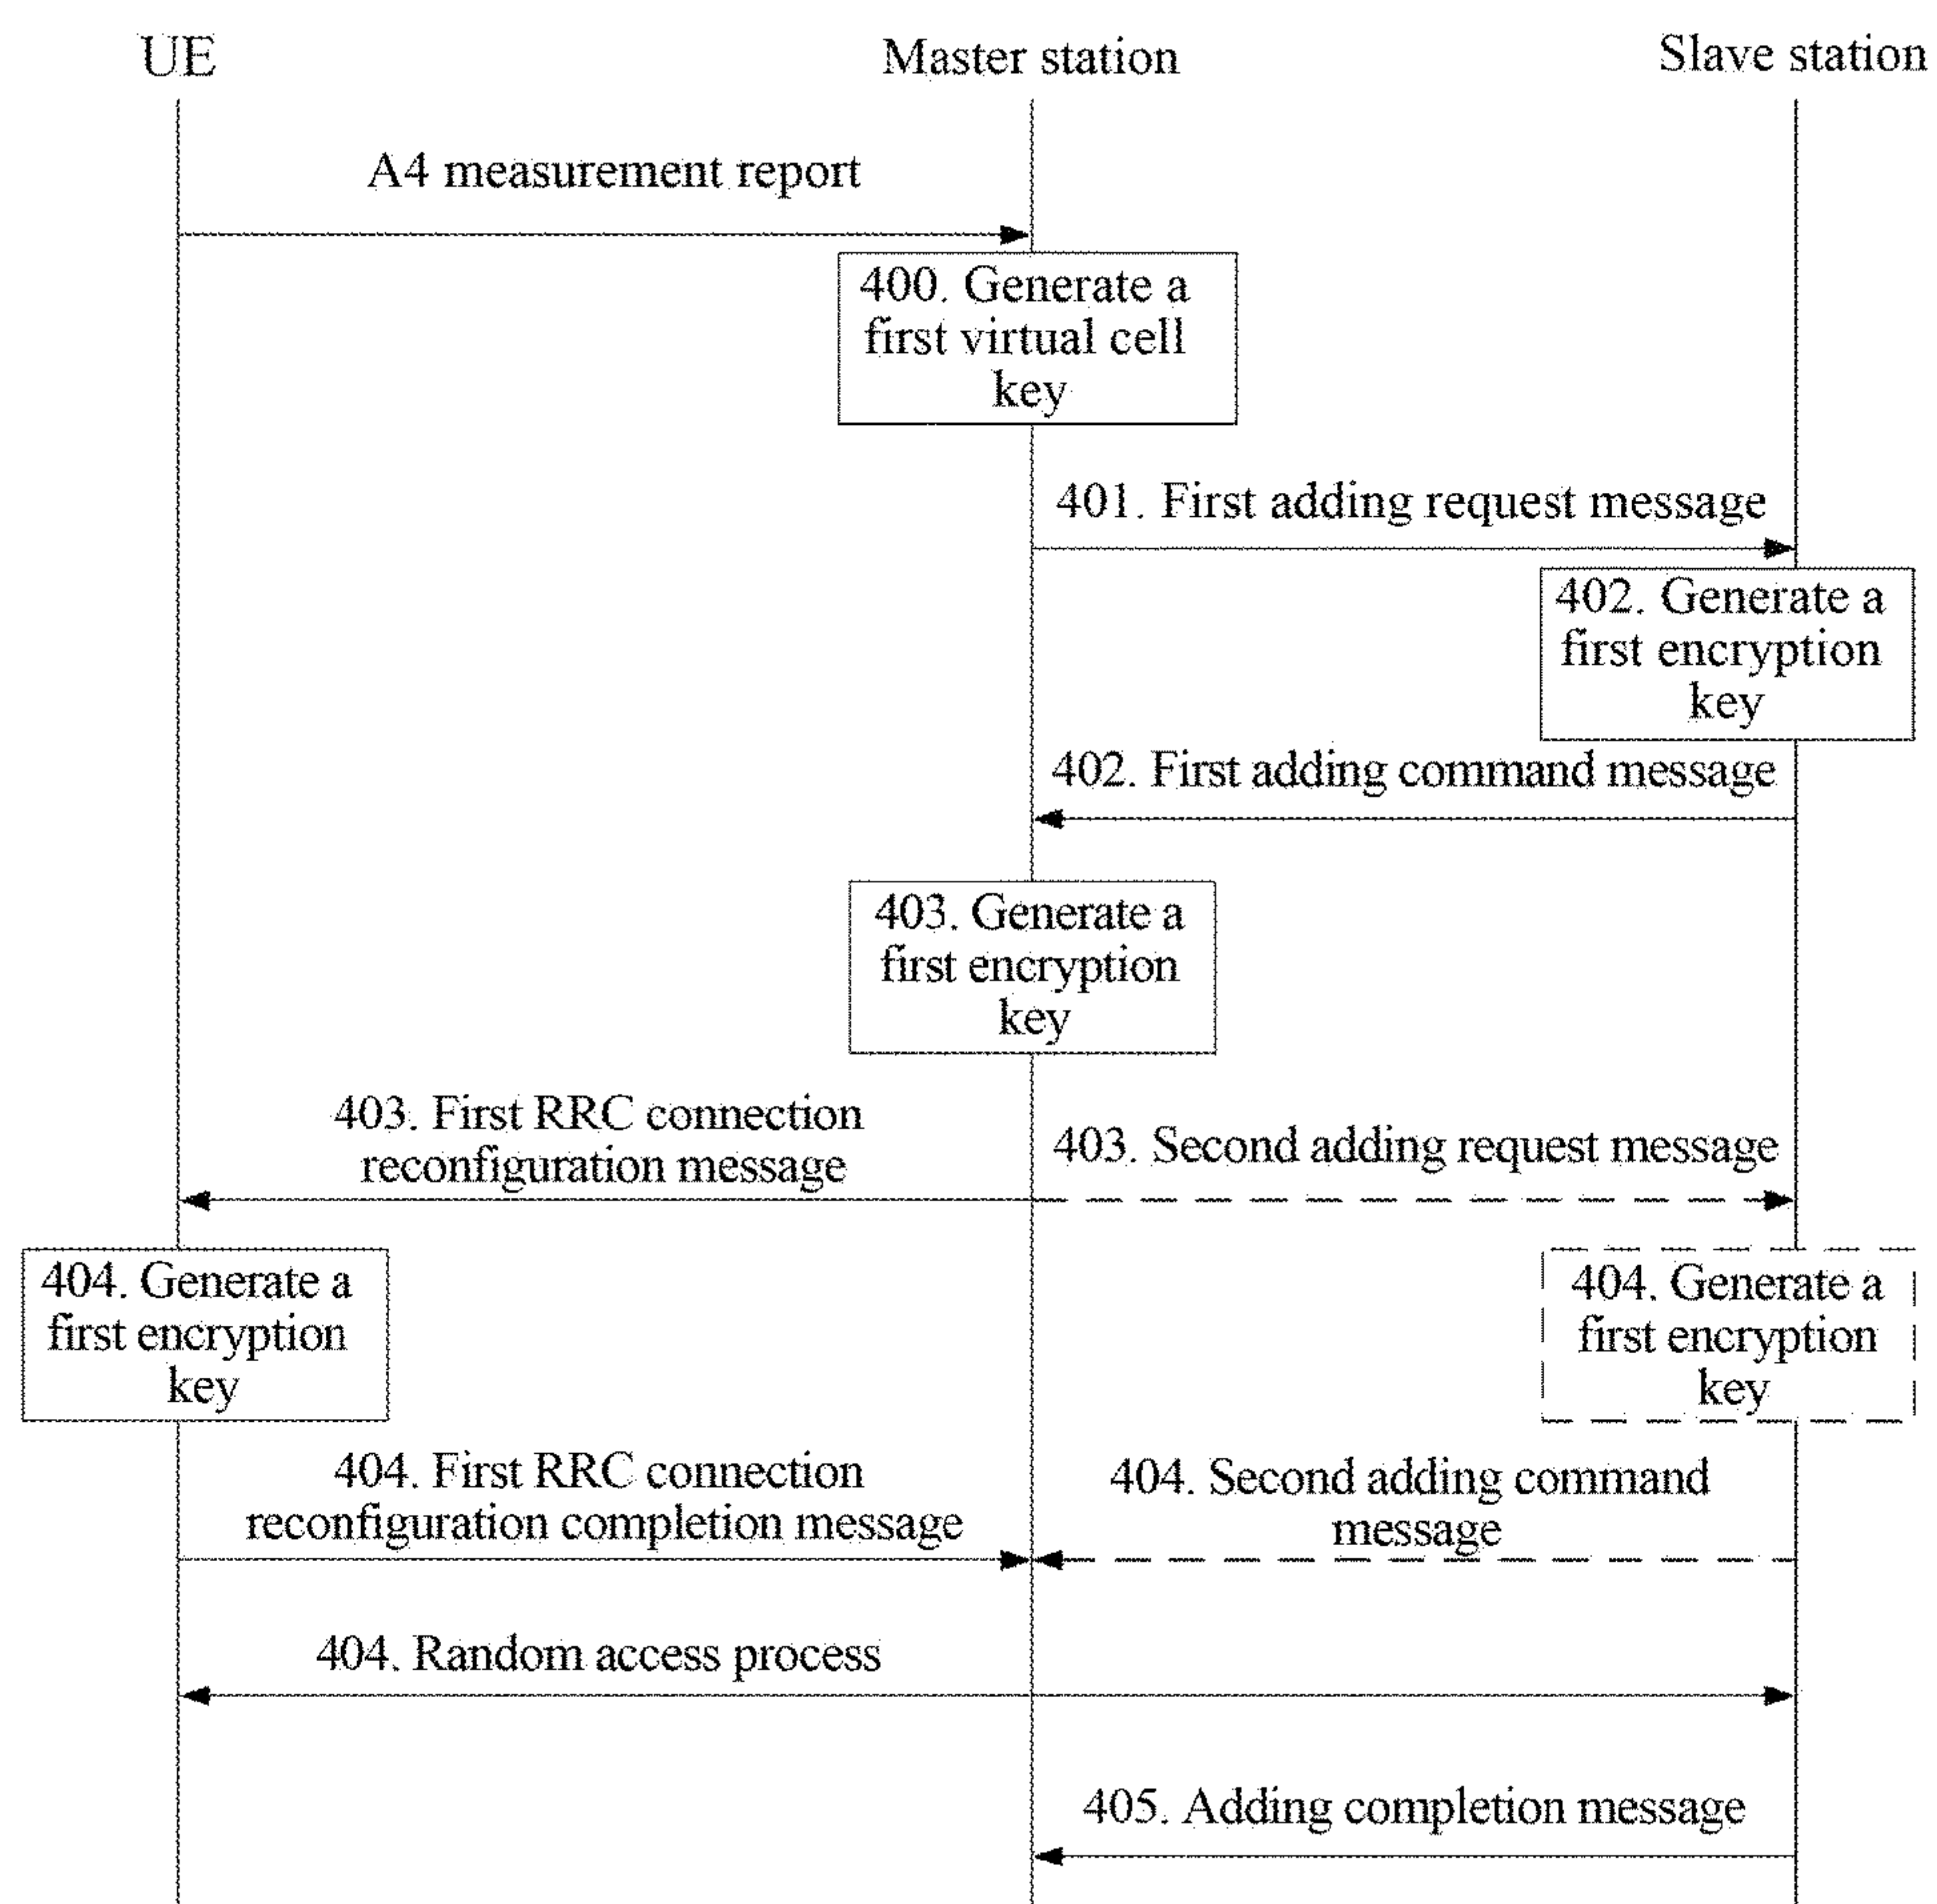 UE
Master station
Slave station
A4 measurement report
400. Generate a
first virtual cell
key
401. First adding request message
402. Generate a
first encryption
key
402. First adding command message
403. Generate a
first encryption
key
403. First RRC connection
reconfiguration message
403. Second adding request message
404. Generate a
first encryption
key
404. Generate a
first encryption
key
404. First RRC connection
reconfiguration completion message
404. Second adding command
message
404. Random access process
405. Adding completion message